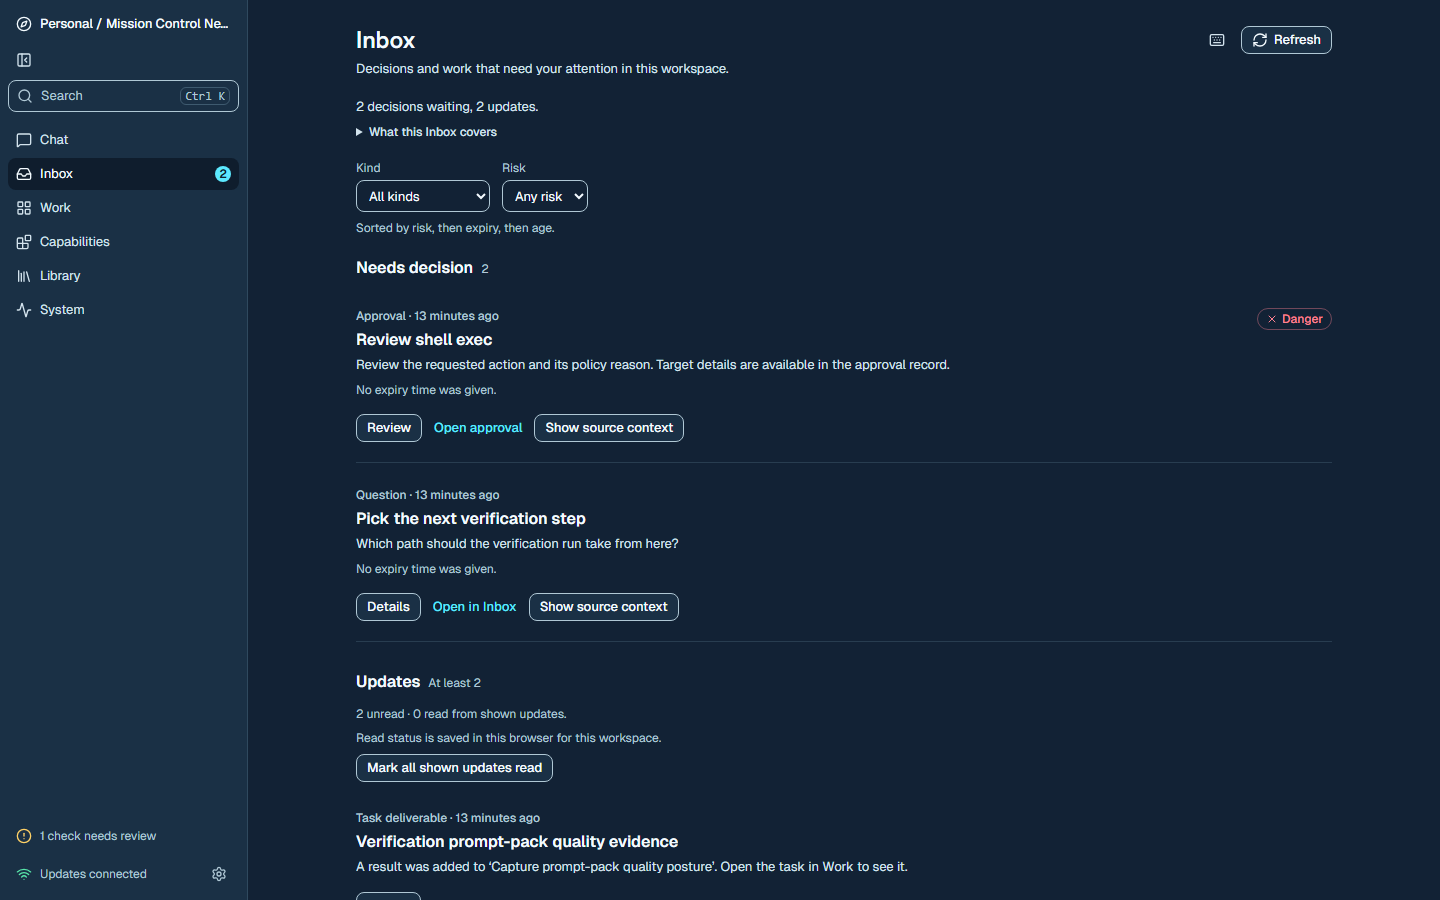 Personal / Mission Control Ne...
Search
Ctrl K
Chat
Inbox
2
Work
Capabilities
Library
System
1 check needs review
Updates connected
Inbox
Refresh
Decisions and work that need your attention in this workspace.
2 decisions waiting, 2 updates.
What this Inbox covers
Kind
Risk
All kinds
Any risk
Sorted by risk, then expiry, then age.
Needs decision 2
Approval · 13 minutes ago
Danger
Review shell exec
Review the requested action and its policy reason. Target details are available in the approval record.
No expiry time was given.
Review
Open approval
Show source context
Question · 13 minutes ago
Pick the next verification step
Which path should the verification run take from here?
No expiry time was given.
Details
Open in Inbox
Show source context
Updates At least 2
2 unread · 0 read from shown updates.
Read status is saved in this browser for this workspace.
Mark all shown updates read
Task deliverable · 13 minutes ago
Verification prompt-pack quality evidence
A result was added to ‘Capture prompt-pack quality posture’. Open the task in Work to see it.